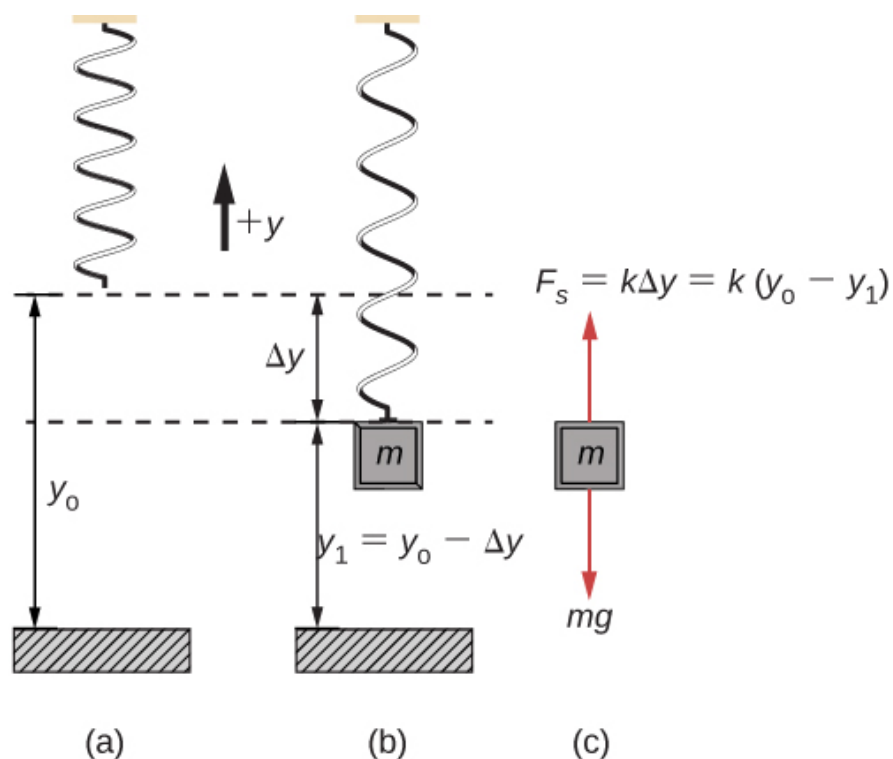 +y
F_s = kΔy = k (y_o − y_1)
Δy
m
m
y_o
y_1 = y_o − Δy
mg
(a)
(b)
(c)